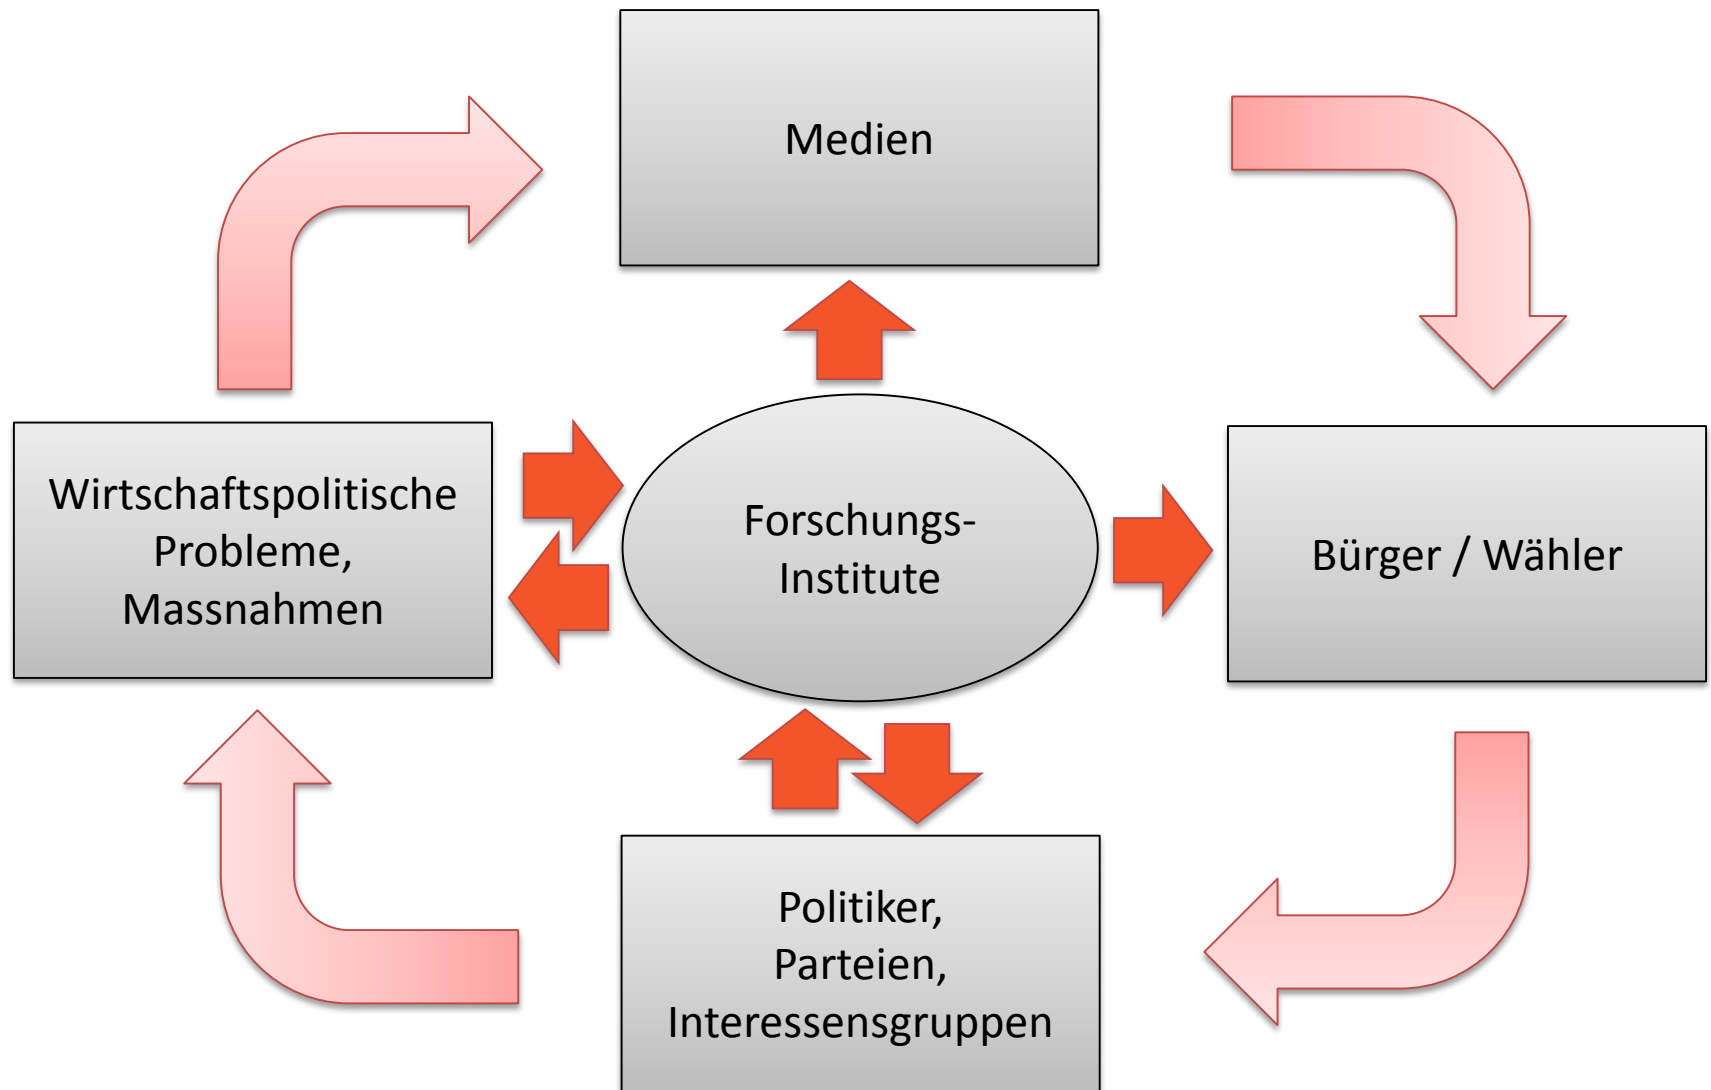 Medien
Wirtschaftspolitische
Probleme,
Massnahmen
Forschungs-
Institute
Bürger / Wähler
Politiker,
Parteien,
Interessensgruppen